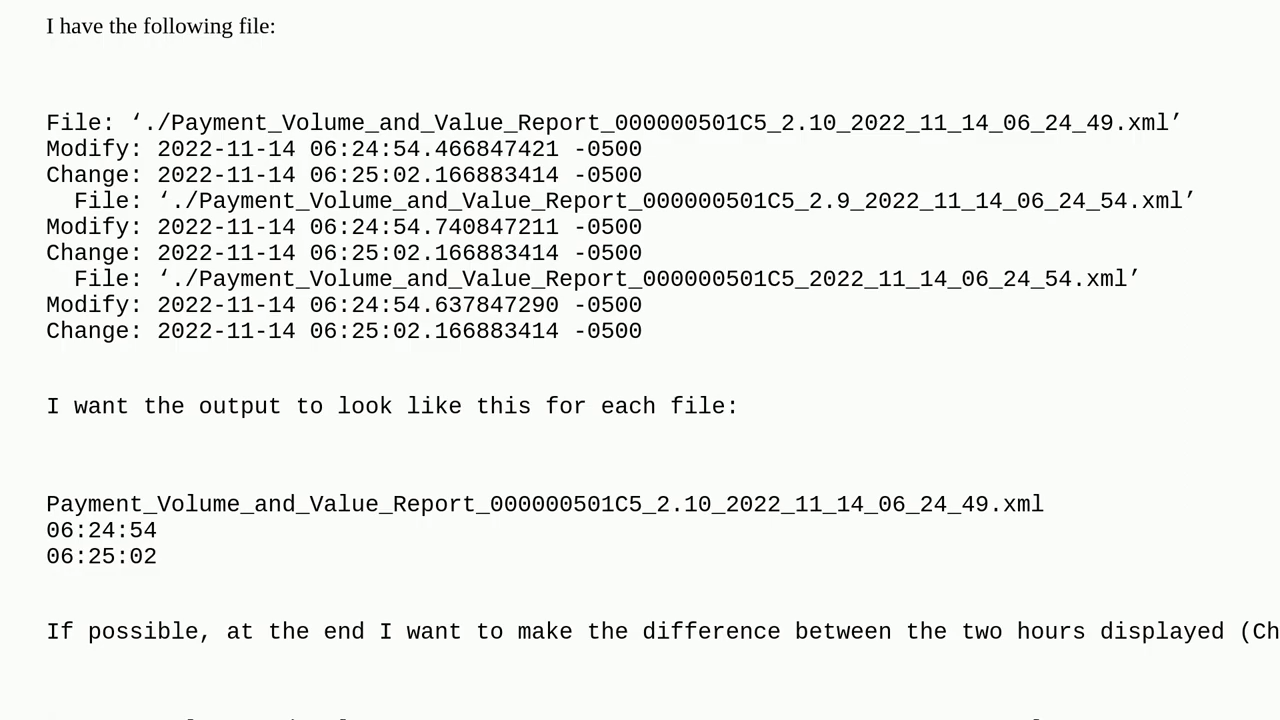 I have the following file:
File: ‘./Payment_Volume_and_Value_Report_000000501C5_2.10_2022_11_14_06_24_49.xml’
Modify: 2022-11-14 06:24:54.466847421 -0500
Change: 2022-11-14 06:25:02.166883414 -0500
File: ‘./Payment_Volume_and_Value_Report_000000501C5_2.9_2022_11_14_06_24_54.xml’
Modify: 2022-11-14 06:24:54.740847211 -0500
Change: 2022-11-14 06:25:02.166883414 -0500
File: ‘./Payment_Volume_and_Value_Report_000000501C5_2022_11_14_06_24_54.xml’
Modify: 2022-11-14 06:24:54.637847290 -0500
Change: 2022-11-14 06:25:02.166883414 -0500
I want the output to look like this for each file:
Payment_Volume_and_Value_Report_000000501C5_2.10_2022_11_14_06_24_49.xml
06:24:54
06:25:02
If possible, at the end I want to make the difference between the two hours displayed (Ch